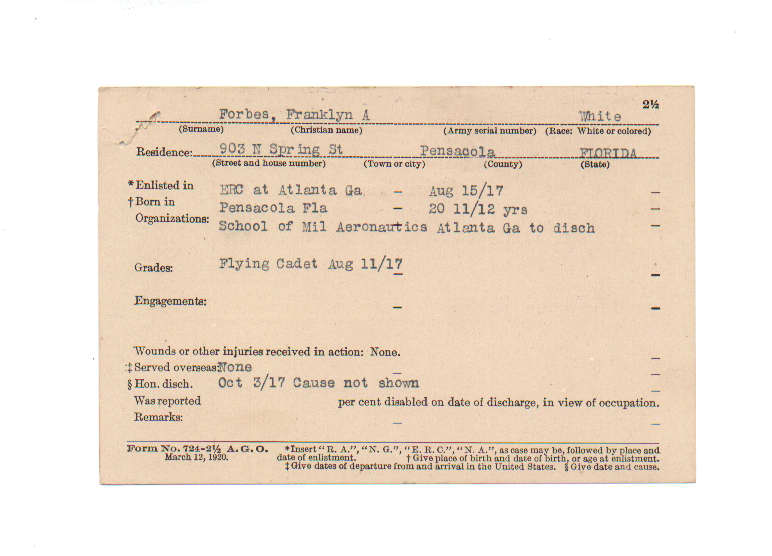 2½
Forbes, Franklyn A White
(Surname) (Christian name) (Army serial number) (Race: White or colored)
Residence: 903 N Spring St Pensacola FLORIDA
(Street and house number) (Town or city) (County) (State)
*Enlisted in ERC at Atlanta Ga – Aug 15/17 –
†Born in Pensacola Fla – 20 11/12 yrs –
Organizations: School of Mil Aeronautics Atlanta Ga to disch –
Grades: Flying Cadet Aug 11/17 –
Engagements: – –
Wounds or other injuries received in action: None. –
‡Served overseas: None – –
§Hon. disch. Oct 3/17 Cause not shown –
Was reported per cent disabled on date of discharge, in view of occupation.
Remarks: – –
Form No. 724-2½ A. G. O. *Insert "R. A.", "N. G.", "E. R. C.", "N. A.", as case may be, followed by place and
March 12, 1920. date of enlistment. †Give place of birth and date of birth, or age at enlistment.
‡Give dates of departure from and arrival in the United States. §Give date and cause.